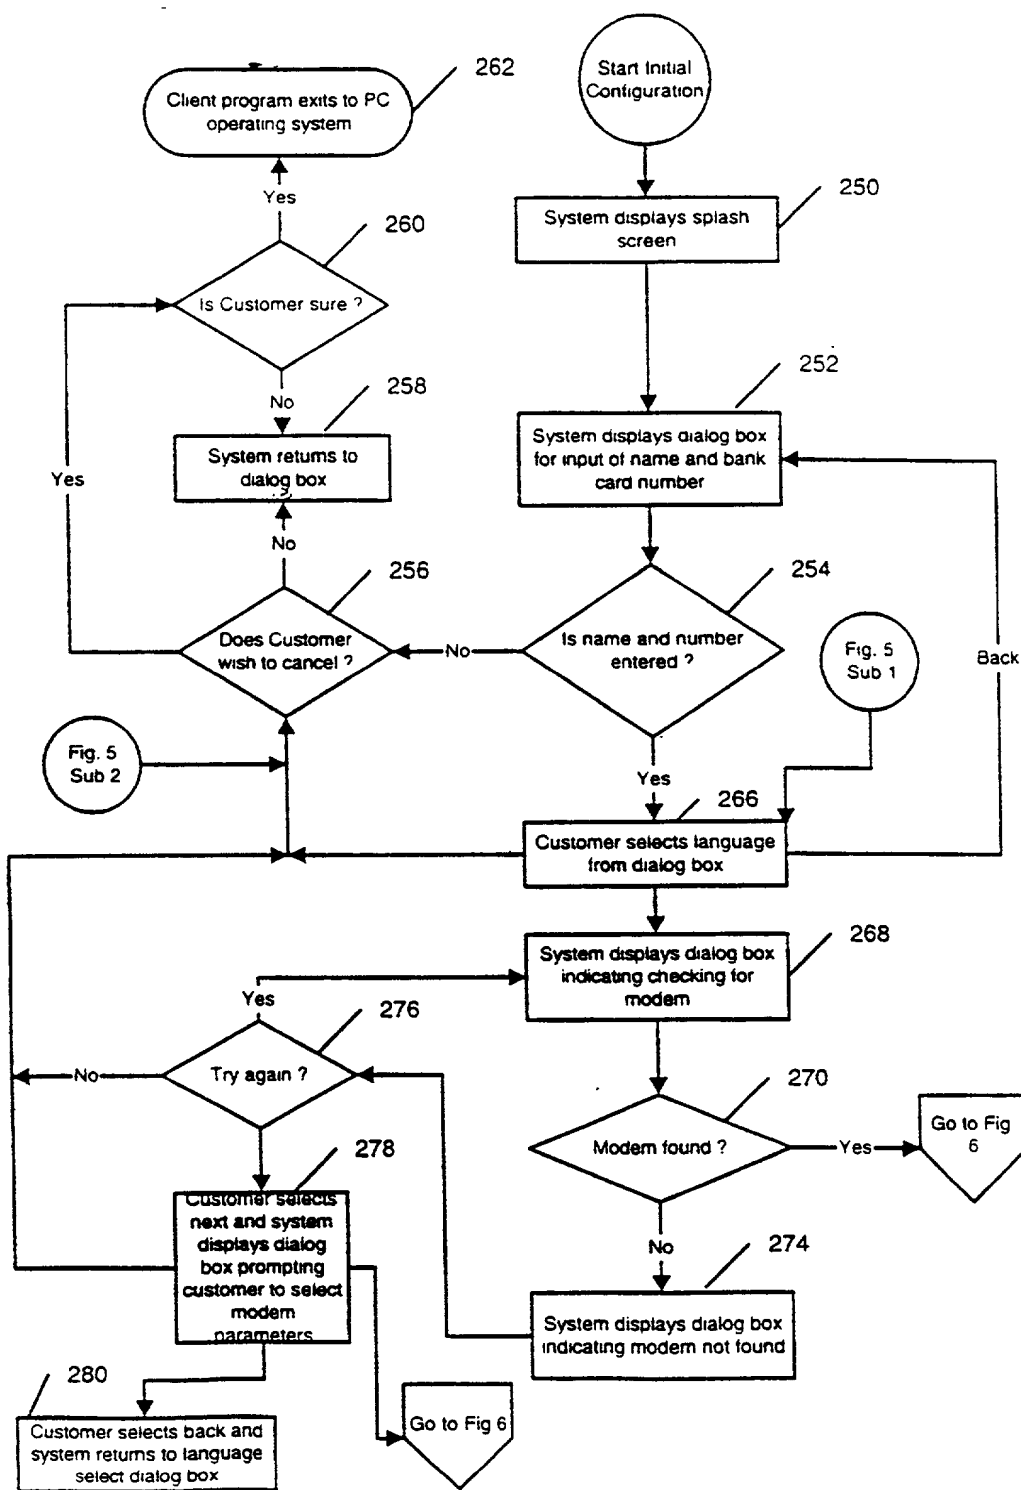 262
Client program exits to PC
operating system
Start Initial
Configuration
Yes
250
System displays splash
screen
260
Is Customer sure ?
252
258
No
System returns to
dialog box
System displays dialog box
for input of name and bank
card number
Yes
No
256
254
Does Customer
wish to cancel ?
No
Is name and number
entered ?
Fig. 5
Sub 1
Back
Fig. 5
Sub 2
Yes
266
Customer selects language
from dialog box
268
System displays dialog box
indicating checking for
modem
Yes
276
Try again ?
No
270
Modem found ?
Yes
Go to Fig
6
278
Customer selects
next and system
displays dialog
box prompting
customer to select
modem
parameters
No
274
System displays dialog box
indicating modem not found
280
Customer selects back and
system returns to language
select dialog box
Go to Fig 6